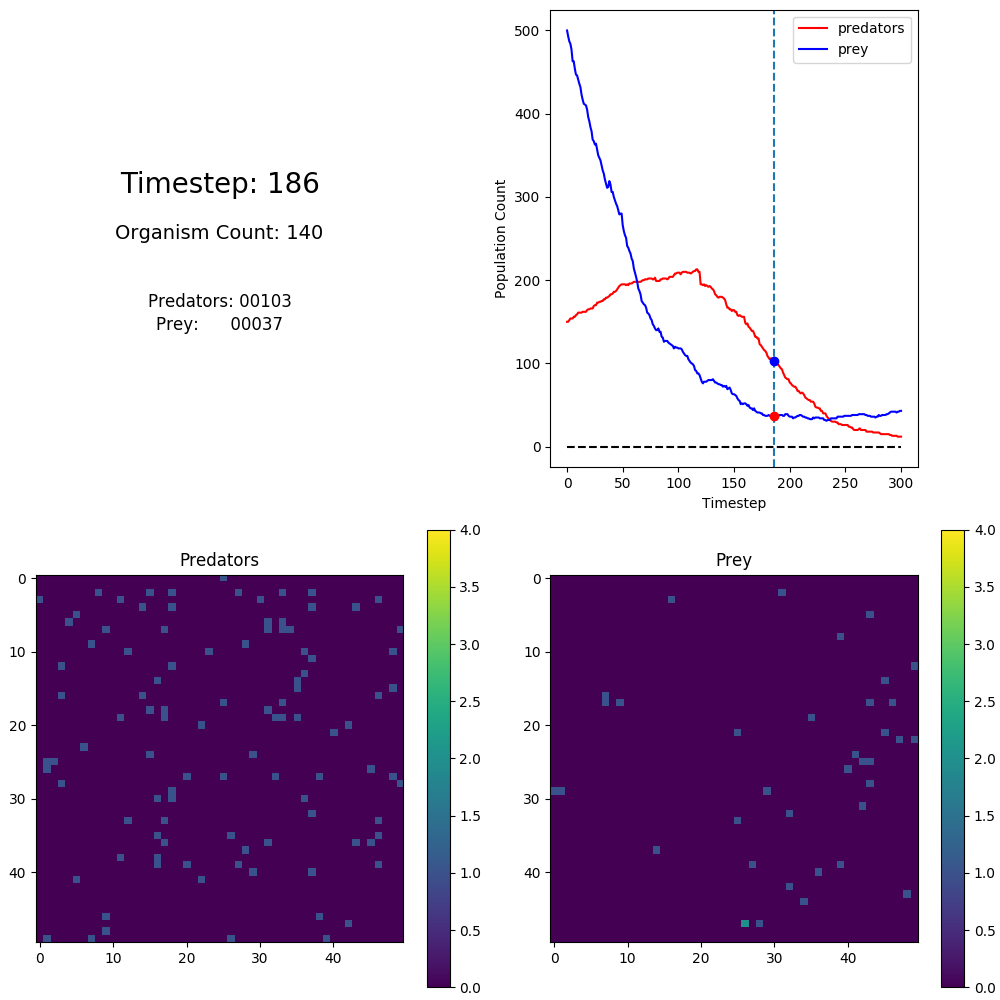 Timestep: 186
Organism Count: 140
Predators: 00103
Prey: 00037
predators
prey
500
400
300
200
100
0
Population Count
0 50 100 150 200 250 300
Timestep
Predators
0
10
20
30
40
0 10 20 30 40
4.0
3.5
3.0
2.5
2.0
1.5
1.0
0.5
0.0
Prey
0
10
20
30
40
0 10 20 30 40
4.0
3.5
3.0
2.5
2.0
1.5
1.0
0.5
0.0